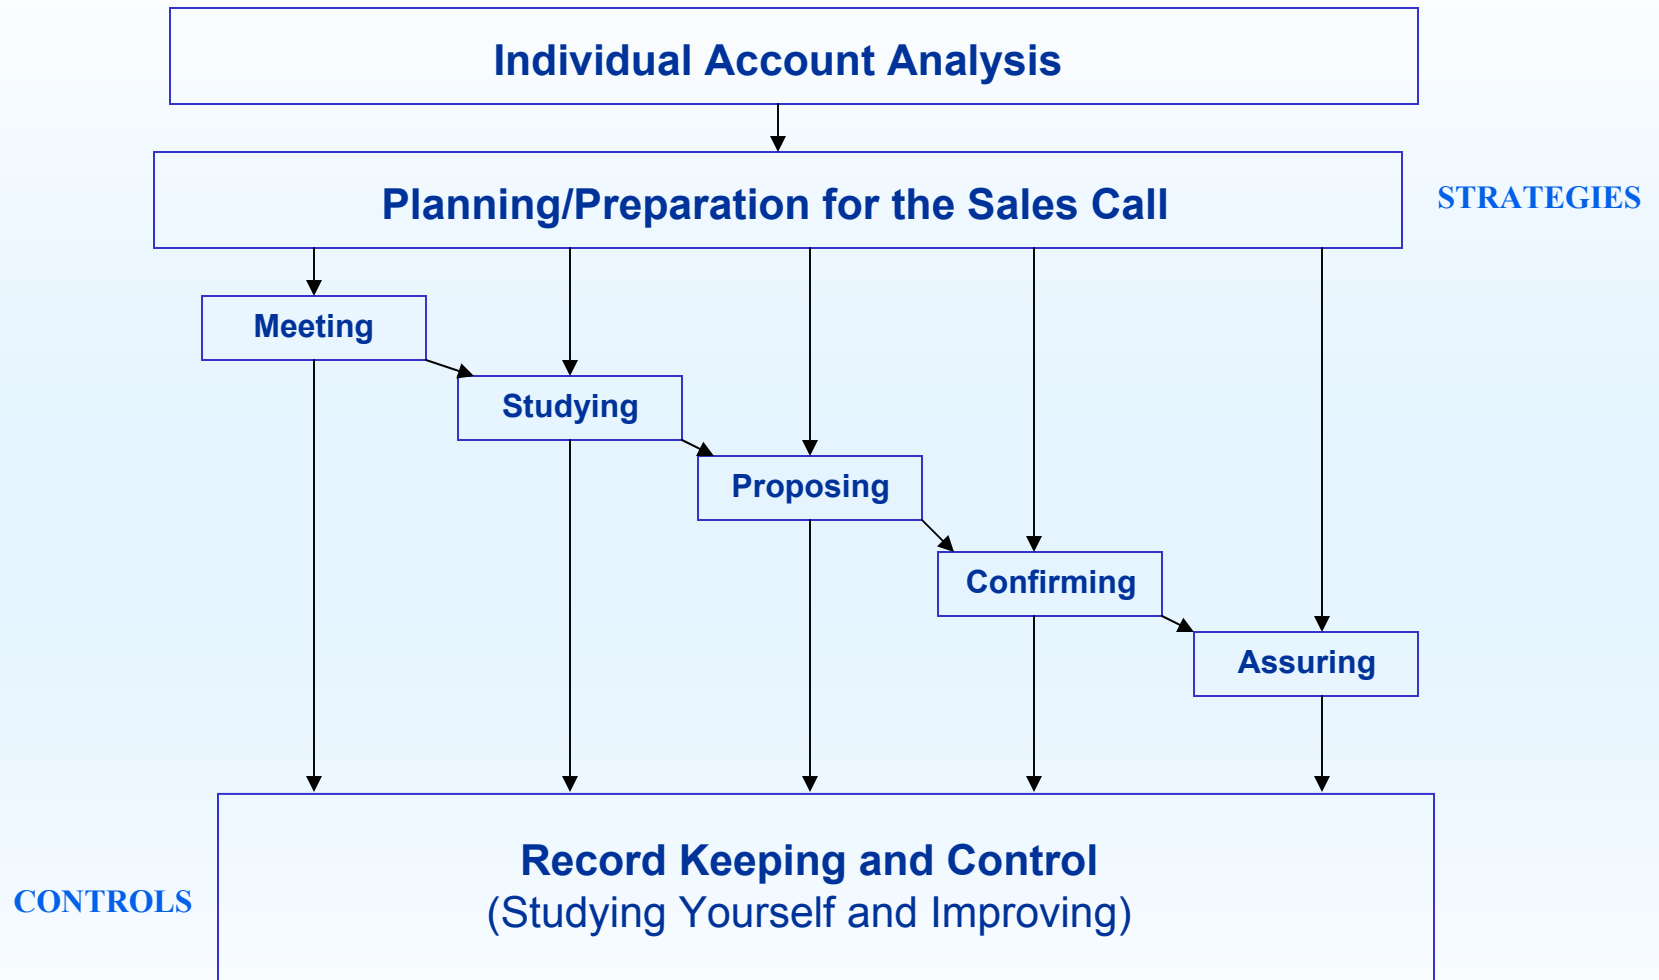 Individual Account Analysis
Planning/Preparation for the Sales Call
STRATEGIES
Meeting
Studying
Proposing
Confirming
Assuring
Record Keeping and Control
(Studying Yourself and Improving)
CONTROLS